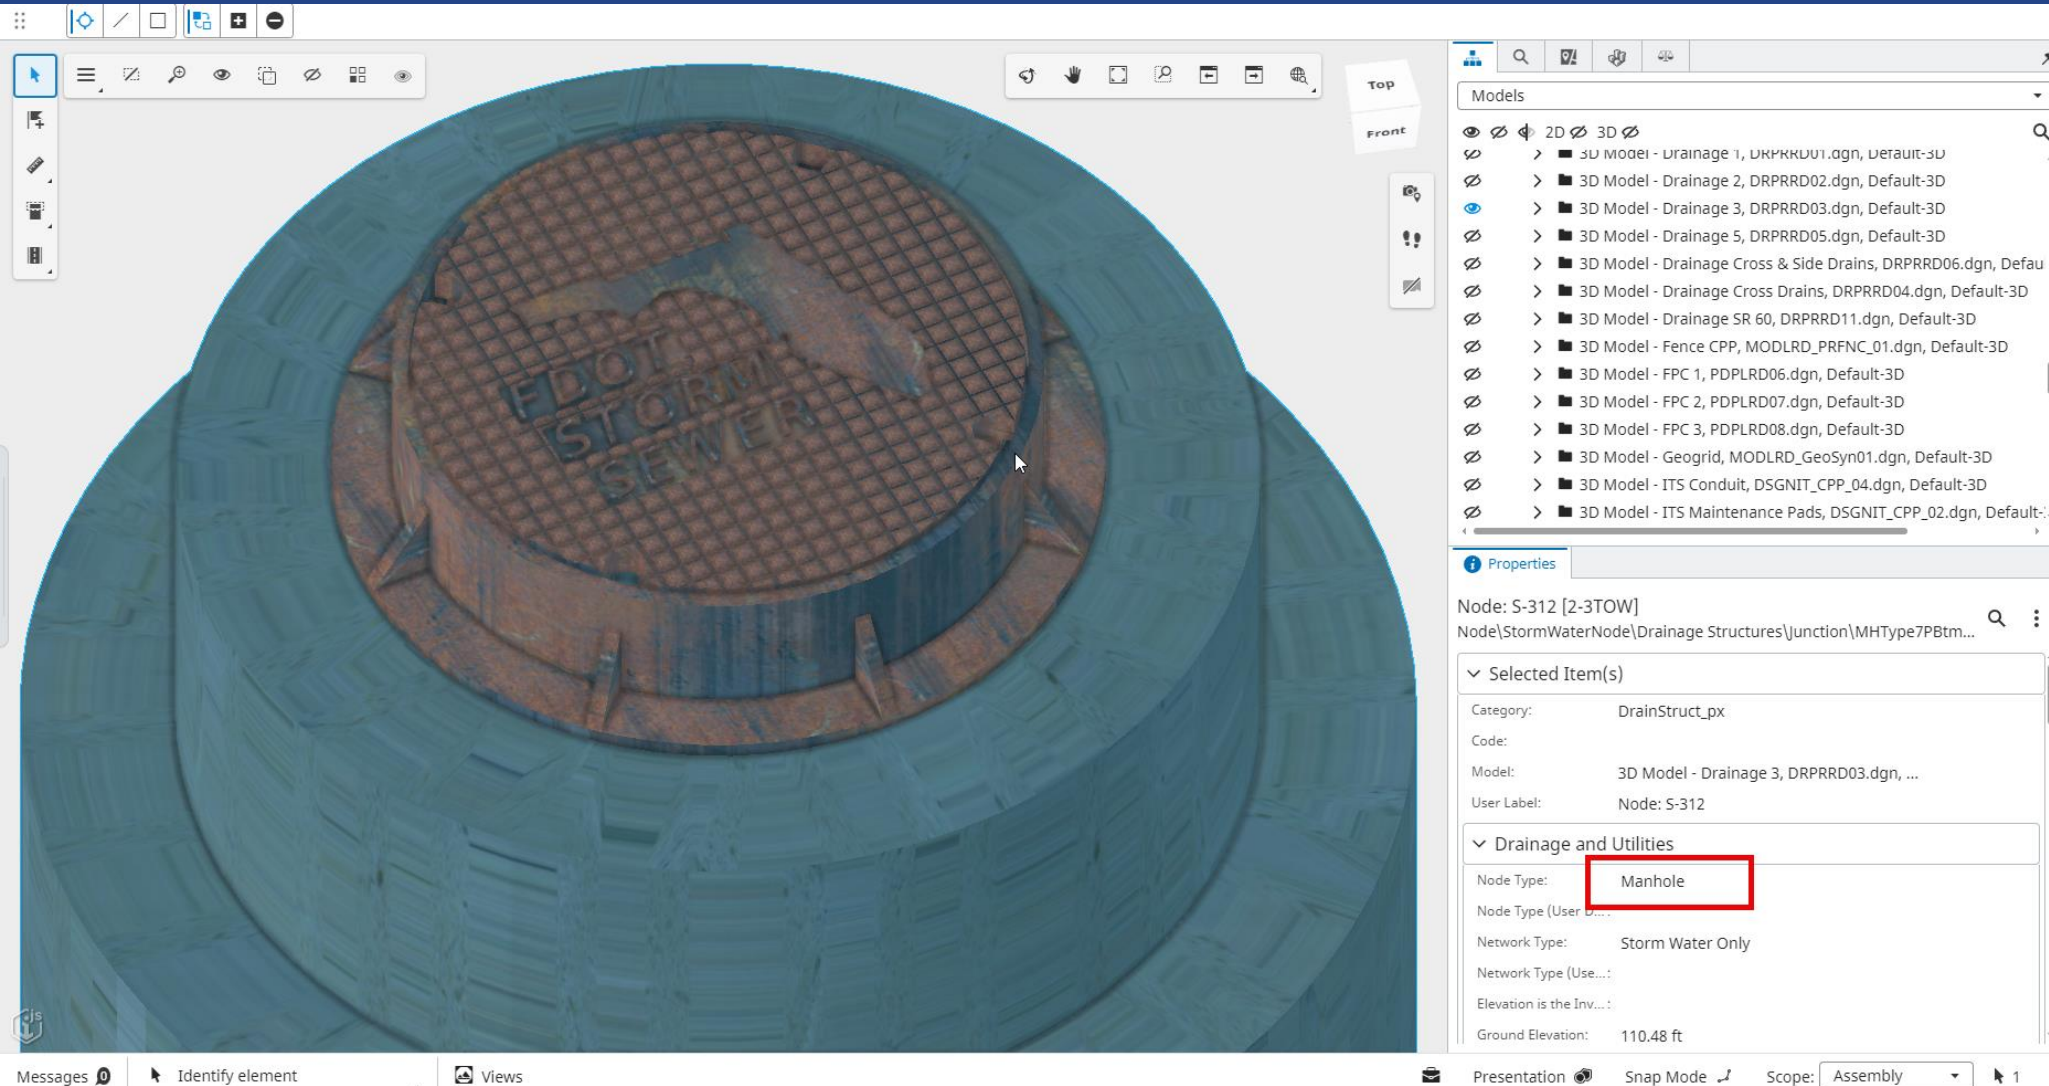 Top
Front
FDOT
STORM
SEWER
Models
2D 3D
3D Model - Drainage 1, DRPRRD01.dgn, Default-3D
3D Model - Drainage 2, DRPRRD02.dgn, Default-3D
3D Model - Drainage 3, DRPRRD03.dgn, Default-3D
3D Model - Drainage 5, DRPRRD05.dgn, Default-3D
3D Model - Drainage Cross & Side Drains, DRPRRD06.dgn, Defau
3D Model - Drainage Cross Drains, DRPRRD04.dgn, Default-3D
3D Model - Drainage SR 60, DRPRRD11.dgn, Default-3D
3D Model - Fence CPP, MODLRD_PRFNC_01.dgn, Default-3D
3D Model - FPC 1, PDPLRD06.dgn, Default-3D
3D Model - FPC 2, PDPLRD07.dgn, Default-3D
3D Model - FPC 3, PDPLRD08.dgn, Default-3D
3D Model - Geogrid, MODLRD_GeoSyn01.dgn, Default-3D
3D Model - ITS Conduit, DSGNIT_CPP_04.dgn, Default-3D
3D Model - ITS Maintenance Pads, DSGNIT_CPP_02.dgn, Default-
Properties
Node: S-312 [2-3TOW]
Node\StormWaterNode\Drainage Structures\Junction\MHType7PBtm...
Selected Item(s)
Category: DrainStruct_px
Code:
Model: 3D Model - Drainage 3, DRPRRD03.dgn, ...
User Label: Node: S-312
Drainage and Utilities
Node Type: Manhole
Node Type (User D...:
Network Type: Storm Water Only
Network Type (Use...:
Elevation is the Inv...:
Ground Elevation: 110.48 ft
js
Messages 0 Identify element Views Presentation Snap Mode Scope: Assembly 1